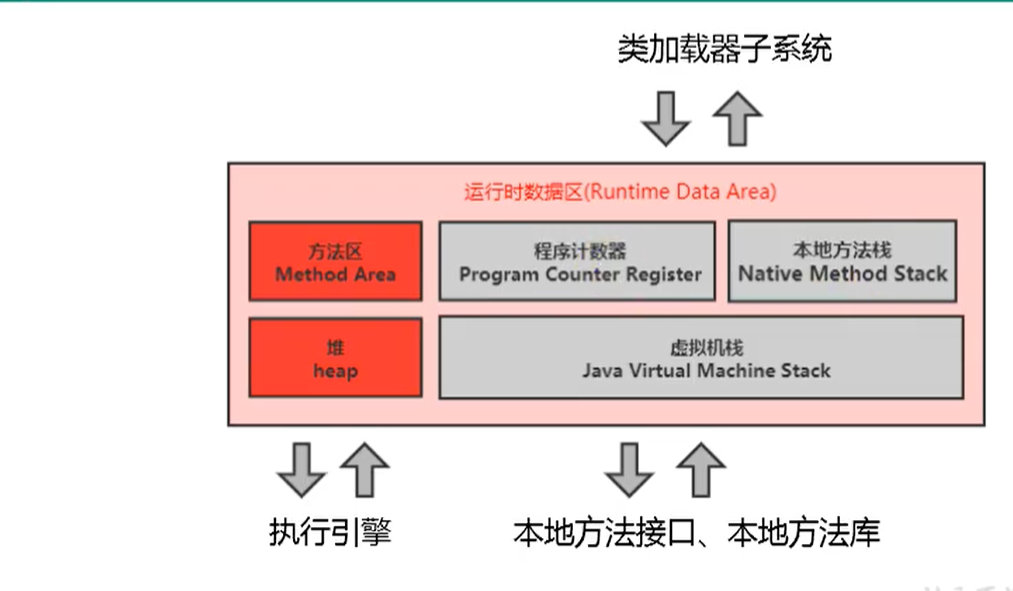 类加载器子系统
运行时数据区(Runtime Data Area)
方法区
Method Area
程序计数器
Program Counter Register
本地方法栈
Native Method Stack
堆
heap
虚拟机栈
Java Virtual Machine Stack
执行引擎
本地方法接口、本地方法库